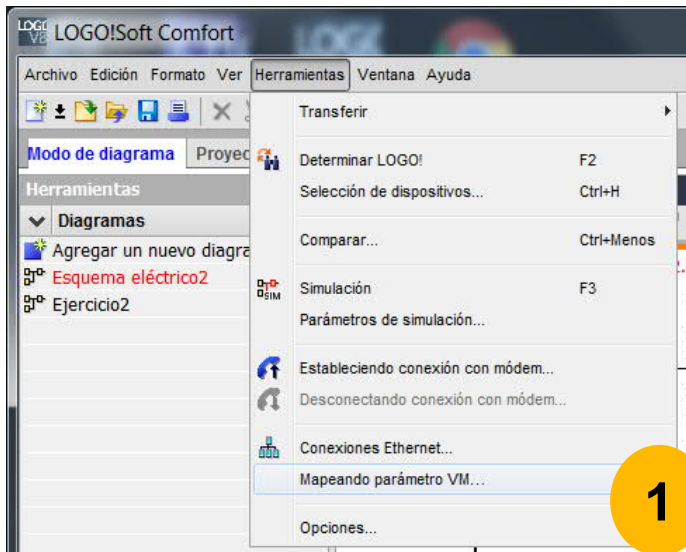 LOGO!Soft Comfort
Archivo Edición Formato Ver Herramientas Ventana Ayuda
Modo de diagrama Proyec
Herramientas
Diagramas
Agregar un nuevo diagra
Esquema eléctrico2
Ejercicio2
Transferir
Determinar LOGO! F2
Selección de dispositivos... Ctrl+H
Comparar... Ctrl+Menos
Simulación F3
Parámetros de simulación...
Estableciendo conexión con módem...
Desconectando conexión con módem...
Conexiones Ethernet...
Mapeando parámetro VM...
Opciones...
1